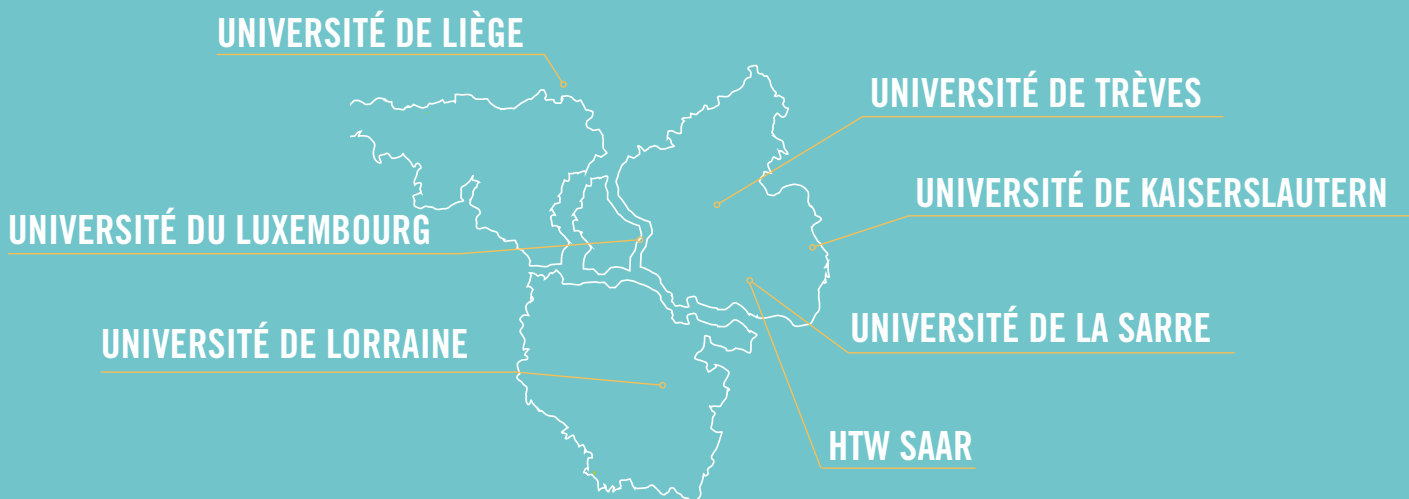 UNIVERSITÉ DE LIÈGE
UNIVERSITÉ DE TRÈVES
UNIVERSITÉ DE KAISERSLAUTERN
UNIVERSITÉ DU LUXEMBOURG
UNIVERSITÉ DE LA SARRE
UNIVERSITÉ DE LORRAINE
HTW SAAR